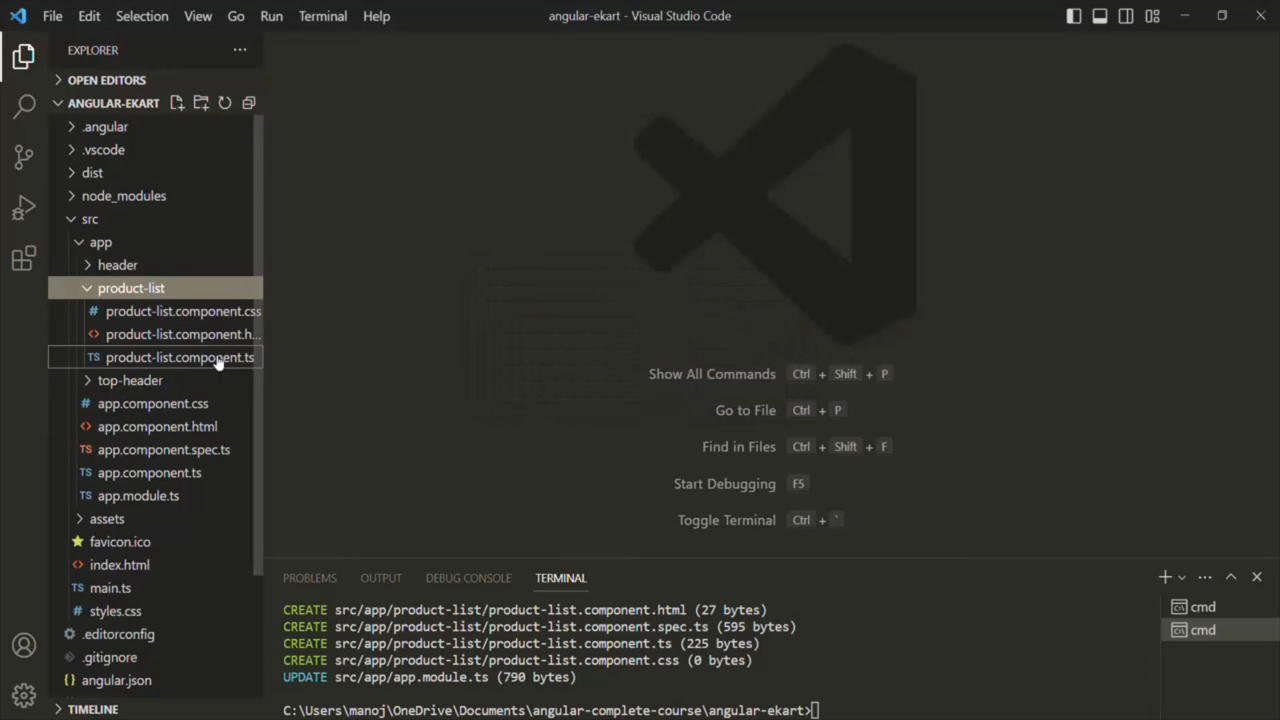 File Edit Selection View Go Run Terminal Help
angular-ekart - Visual Studio Code
EXPLORER
OPEN EDITORS
ANGULAR-EKART
.angular
.vscode
dist
node_modules
src
app
header
product-list
# product-list.component.css
<> product-list.component.h...
TS product-list.component.ts
top-header
# app.component.css
<> app.component.html
TS app.component.spec.ts
TS app.component.ts
TS app.module.ts
assets
favicon.ico
<> index.html
TS main.ts
# styles.css
.editorconfig
.gitignore
{} angular.json
TIMELINE
Show All Commands Ctrl + Shift + P
Go to File Ctrl + P
Find in Files Ctrl + Shift + F
Start Debugging F5
Toggle Terminal Ctrl + `
PROBLEMS OUTPUT DEBUG CONSOLE TERMINAL
CREATE src/app/product-list/product-list.component.html (27 bytes)
CREATE src/app/product-list/product-list.component.spec.ts (595 bytes)
CREATE src/app/product-list/product-list.component.ts (225 bytes)
CREATE src/app/product-list/product-list.component.css (0 bytes)
UPDATE src/app/app.module.ts (790 bytes)
C:\Users\manoj\OneDrive\Documents\angular-complete-course\angular-ekart>
cmd
cmd